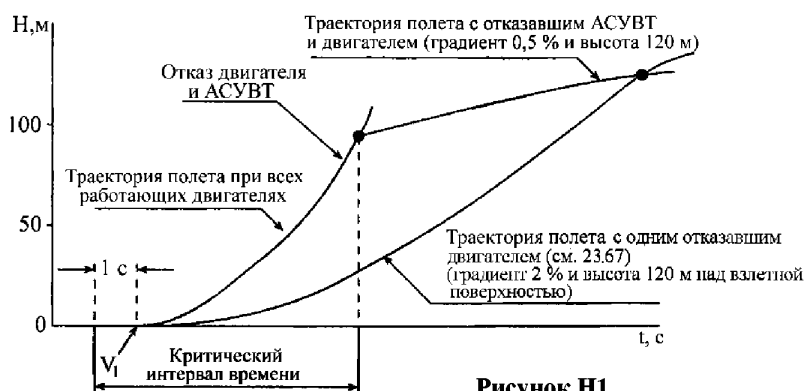 Н,м
Траектория полета с отказавшим АСУВТ
и двигателем (градиент 0,5 % и высота 120 м)
Отказ двигателя
и АСУВТ
100
Траектория полета при всех
работающих двигателях
50
Траектория полета с одним отказавшим
двигателем (см. 23.67)
(градиент 2 % и высота 120 м над взлетной
поверхностью)
1 с
0
t, с
V1
Критический
интервал времени
Рисунок Н1